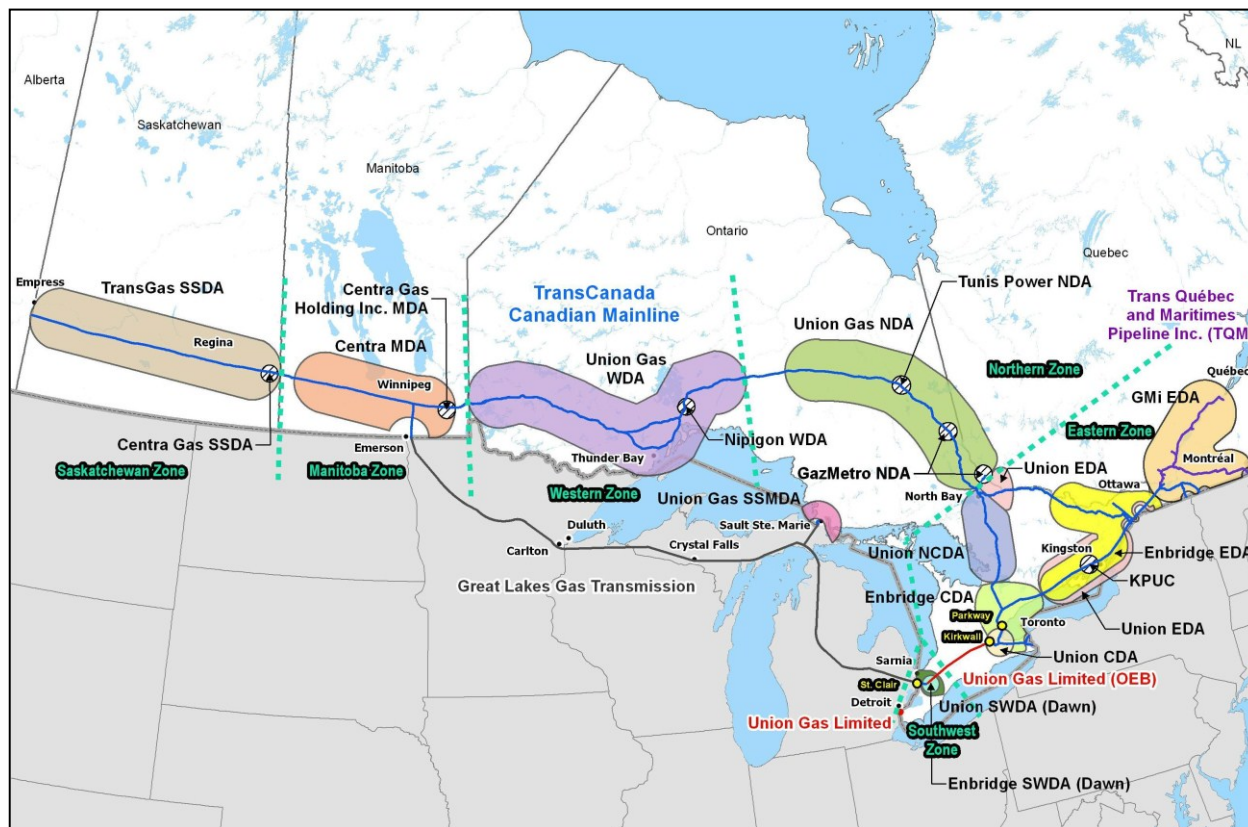 NL
Alberta
Saskatchewan
Manitoba
Ontario
Quebec
Empress
TransGas SSDA
Regina
Centra Gas SSDA
Saskatchewan Zone
Centra Gas
Holding Inc. MDA
Centra MDA
Winnipeg
Emerson
Manitoba Zone
TransCanada
Canadian Mainline
Union Gas
WDA
Nipigon WDA
Thunder Bay
Western Zone
Union Gas NDA
Tunis Power NDA
Northern Zone
Trans Québec
and Maritimes
Pipeline Inc. (TQM
Québec
GMi EDA
Eastern Zone
Montréal
GazMetro NDA
Union EDA
North Bay
Ottawa
Union Gas SSMDA
Sault Ste. Marie
Duluth
Carlton
Crystal Falls
Great Lakes Gas Transmission
Union NCDA
Kingston
Enbridge EDA
KPUC
Enbridge CDA
Parkway
Toronto
Union EDA
Kirkwall
Union CDA
Sarnia
St. Clair
Union Gas Limited (OEB)
Detroit
Union SWDA (Dawn)
Union Gas Limited
Southwest
Zone
Enbridge SWDA (Dawn)